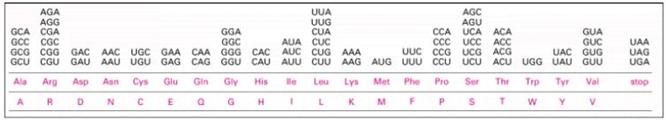 AGA UUA AGC
AGG UUG AGU
GCA CGA GGA CUA CCA UCA ACA GUA
GCC CGC GGC AUA CUC CCC UCC ACC GUC UAA
GCG CGG GAC AAC UGC GAA CAA GGG CAC AUC CUG AAA UUC CCG UCG ACG UAC GUG UAG
GCU CGU GAU AAU UGU GAG CAG GGU CAU AUU CUU AAG AUG UUU CCU UCU ACU UGG UAU GUU UGA
Ala Arg Asp Asn Cys Glu Gln Gly His Ile Leu Lys Met Phe Pro Ser Thr Trp Tyr Val stop
A R D N C E Q G H I L K M F P S T W Y V